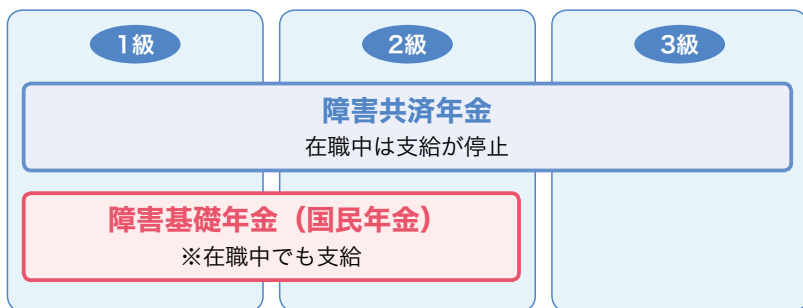 1級
2級
3級
障害共済年金
在職中は支給が停止
障害基礎年金（国民年金）
※在職中でも支給